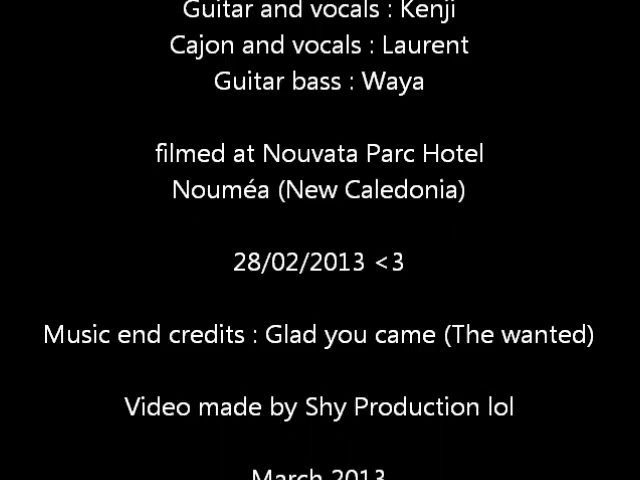 Guitar and vocals : Kenji
Cajon and vocals : Laurent
Guitar bass : Waya
filmed at Nouvata Parc Hotel
Nouméa (New Caledonia)
28/02/2013 <3
Music end credits : Glad you came (The wanted)
Video made by Shy Production lol
March 2013